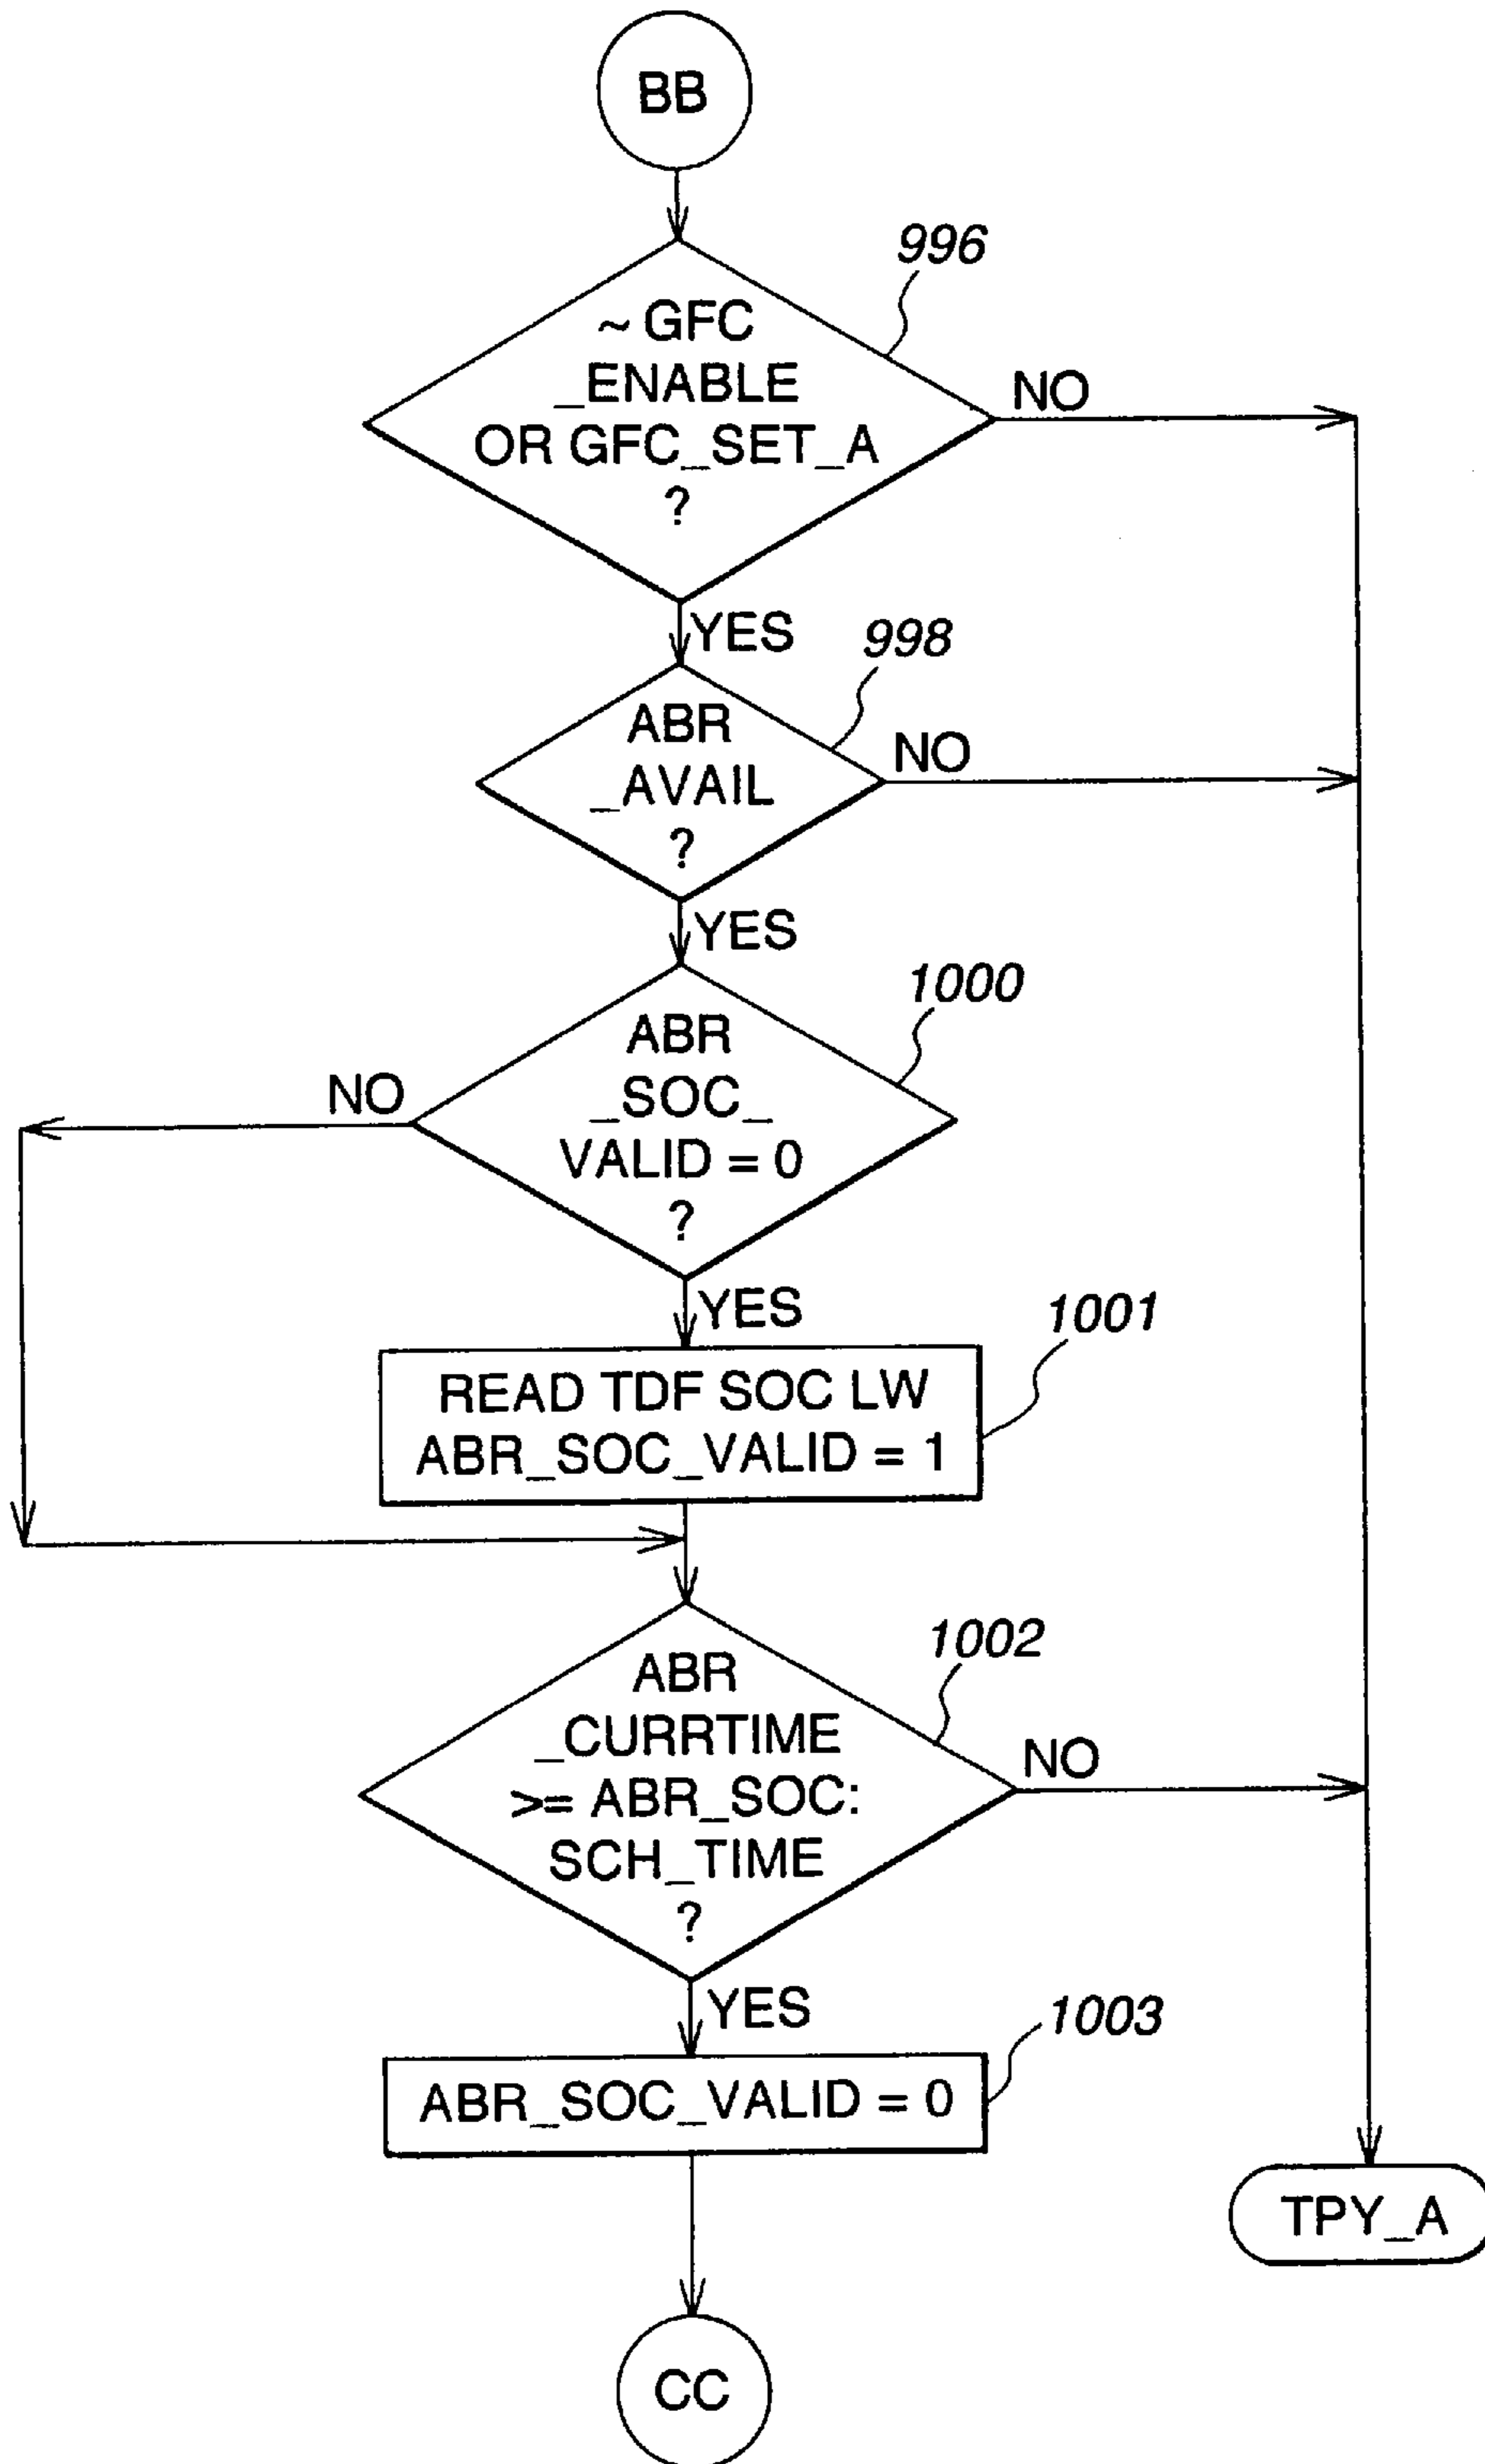 BB
996
~ GFC
_ENABLE
OR GFC_SET_A
?
NO
YES
998
ABR
_AVAIL
?
NO
YES
1000
ABR
_SOC_
VALID = 0
?
NO
YES
1001
READ TDF SOC LW
ABR_SOC_VALID = 1
1002
ABR
_CURRTIME
>= ABR_SOC:
SCH_TIME
?
NO
YES
1003
ABR_SOC_VALID = 0
TPY_A
CC